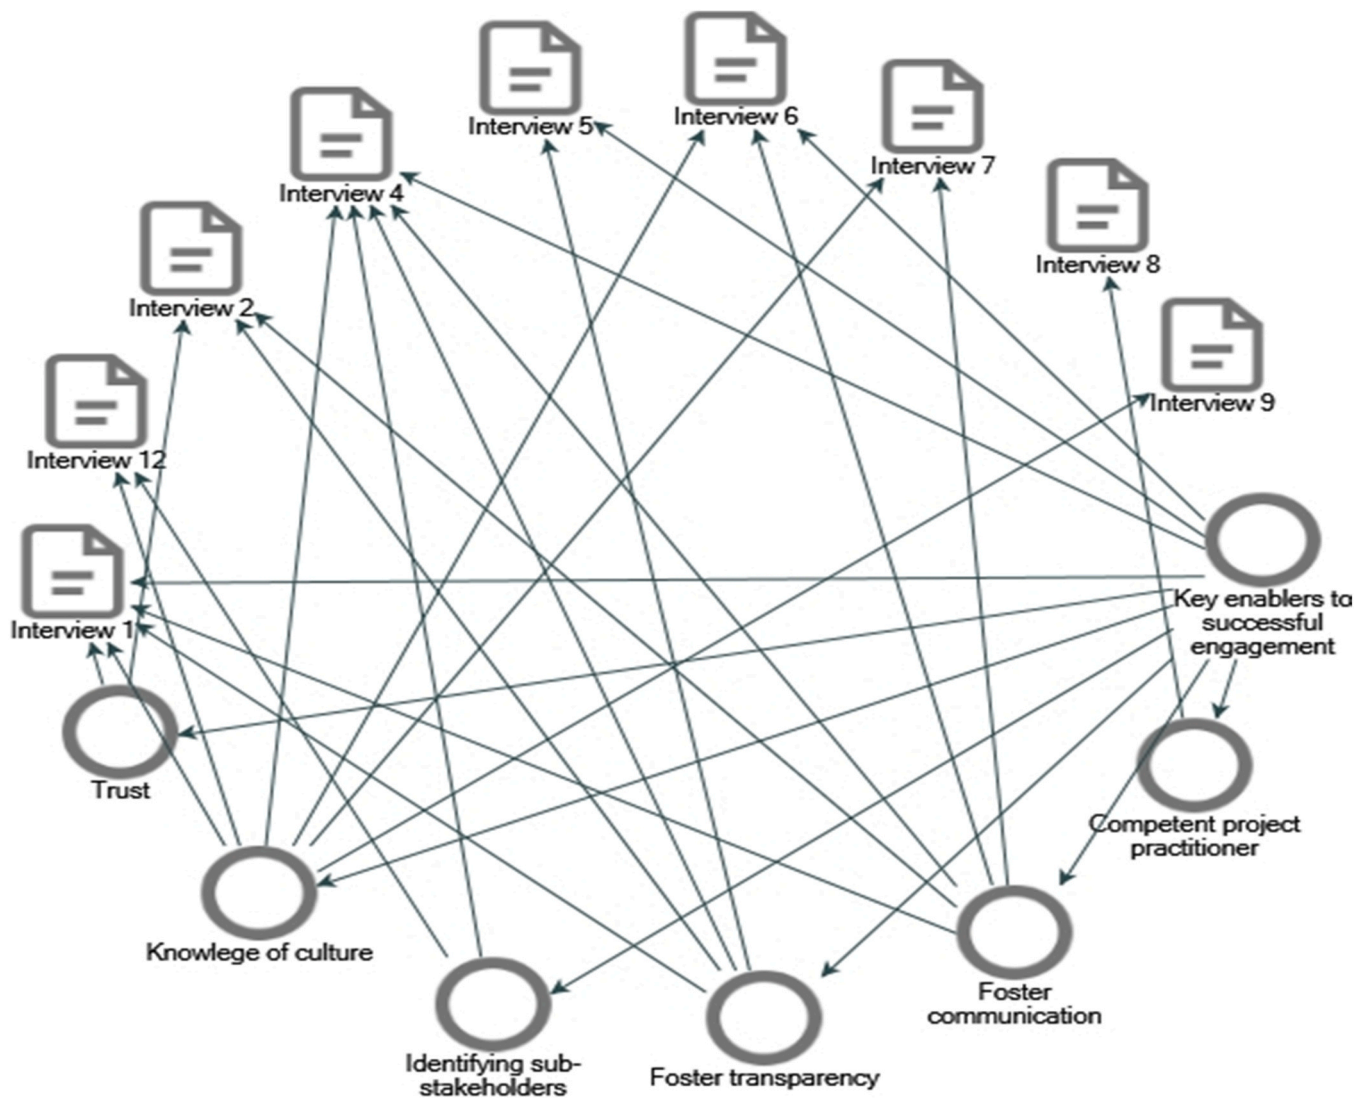 Interview 6
Interview 5
Interview 7
Interview 4
Interview 8
Interview 2
Interview 9
Interview 12
Interview 1
Key enablers to
successful
engagement
Trust
Competent project
practitioner
Knowlege of culture
Foster
communication
Identifying sub-
stakeholders
Foster transparency